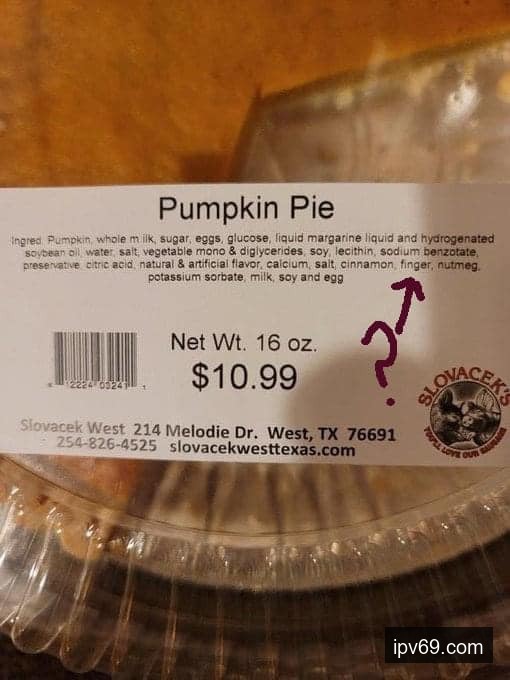 Pumpkin Pie
Ingred. Pumpkin, whole m ilk, sugar, eggs, glucose, liquid margarine liquid and hydrogenated
soybean oil, water, salt, vegetable mono & diglycerides, soy, lecithin, sodium benzotate,
preservative, citric acid, natural & artificial flavor, calcium, salt, cinnamon, finger, nutmeg,
potassium sorbate, milk, soy and egg
?
Net Wt. 16 oz.
$10.99
12224 03241
SLOVACEK'S
YOU'LL LOVE OUR SAUSAGE
Slovacek West 214 Melodie Dr. West, TX 76691
254-826-4525 slovacekwesttexas.com
ipv69.com